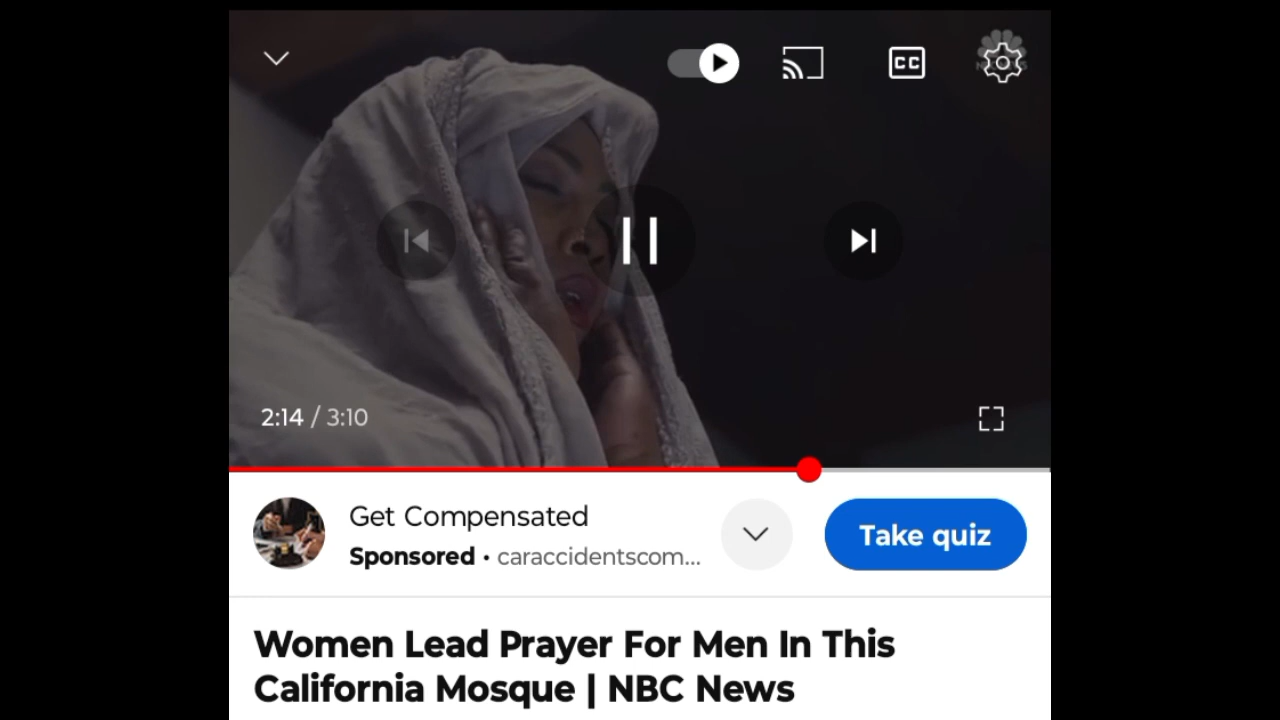 CC
2:14 / 3:10
Get Compensated
Sponsored • caraccidentscom...
Take quiz
Women Lead Prayer For Men In This
California Mosque | NBC News